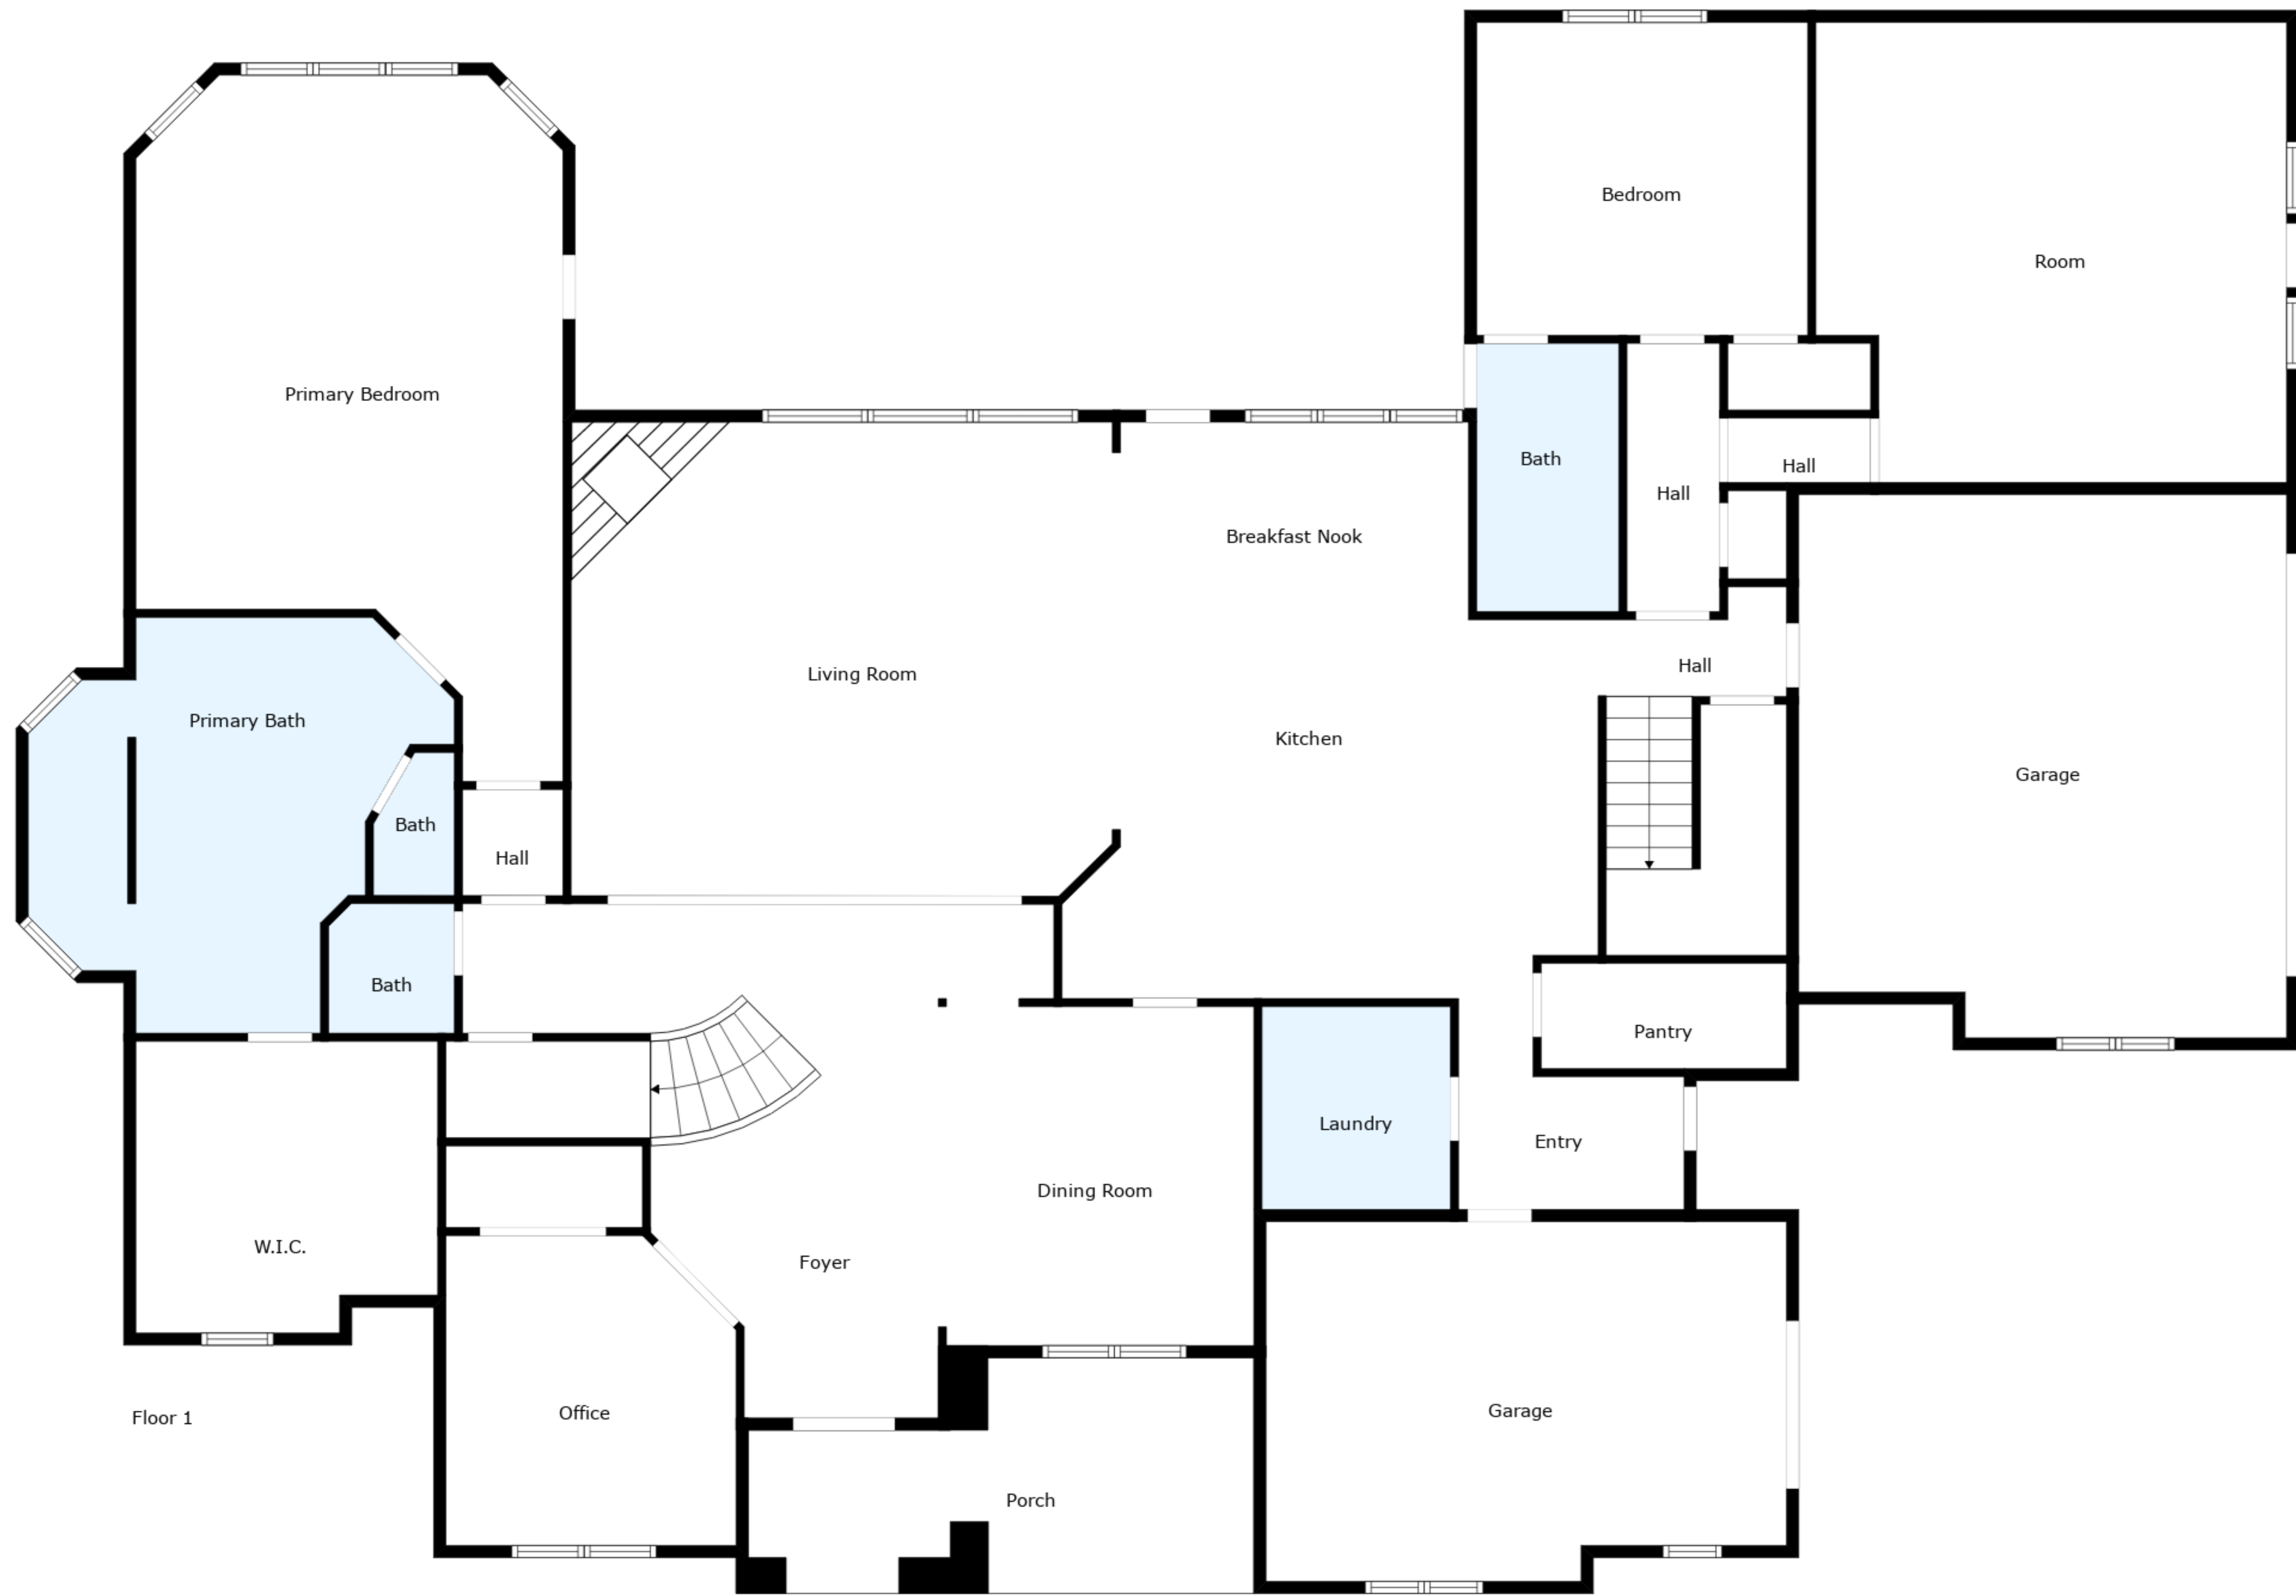 Bedroom
Room
Primary Bedroom
Bath
Hall
Hall
Breakfast Nook
Living Room
Hall
Primary Bath
Kitchen
Garage
Bath
Hall
Bath
Pantry
Laundry
Entry
Dining Room
W.I.C.
Foyer
Floor 1
Office
Garage
Porch